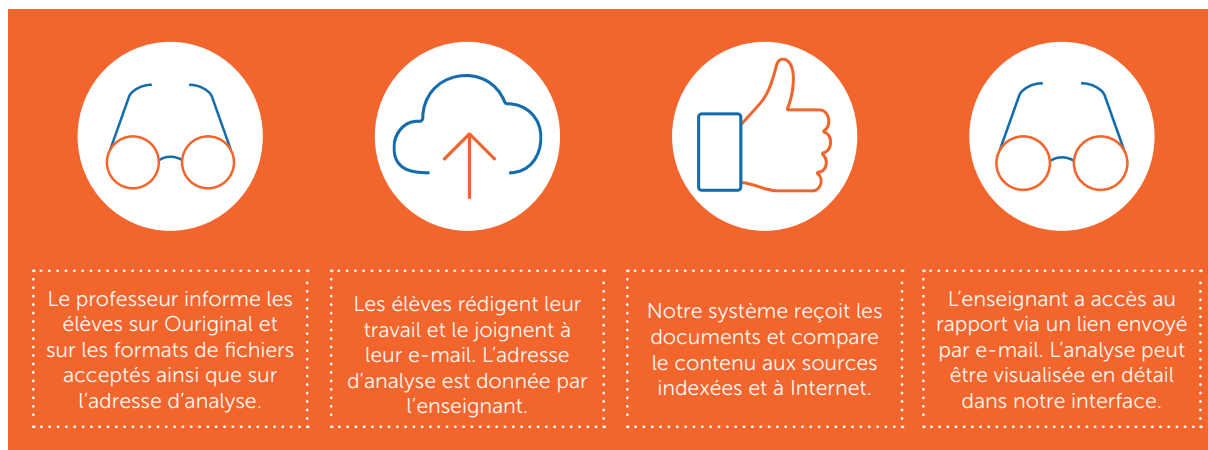 Le professeur informe les
élèves sur Ouriginal et
sur les formats de fichiers
acceptés ainsi que sur
l’adresse d’analyse.
Les élèves rédigent leur
travail et le joignent à
leur e-mail. L’adresse
d’analyse est donnée par
l’enseignant.
Notre système reçoit les
documents et compare
le contenu aux sources
indexées et à Internet.
L’enseignant a accès au
rapport via un lien envoyé
par e-mail. L’analyse peut
être visualisée en détail
dans notre interface.